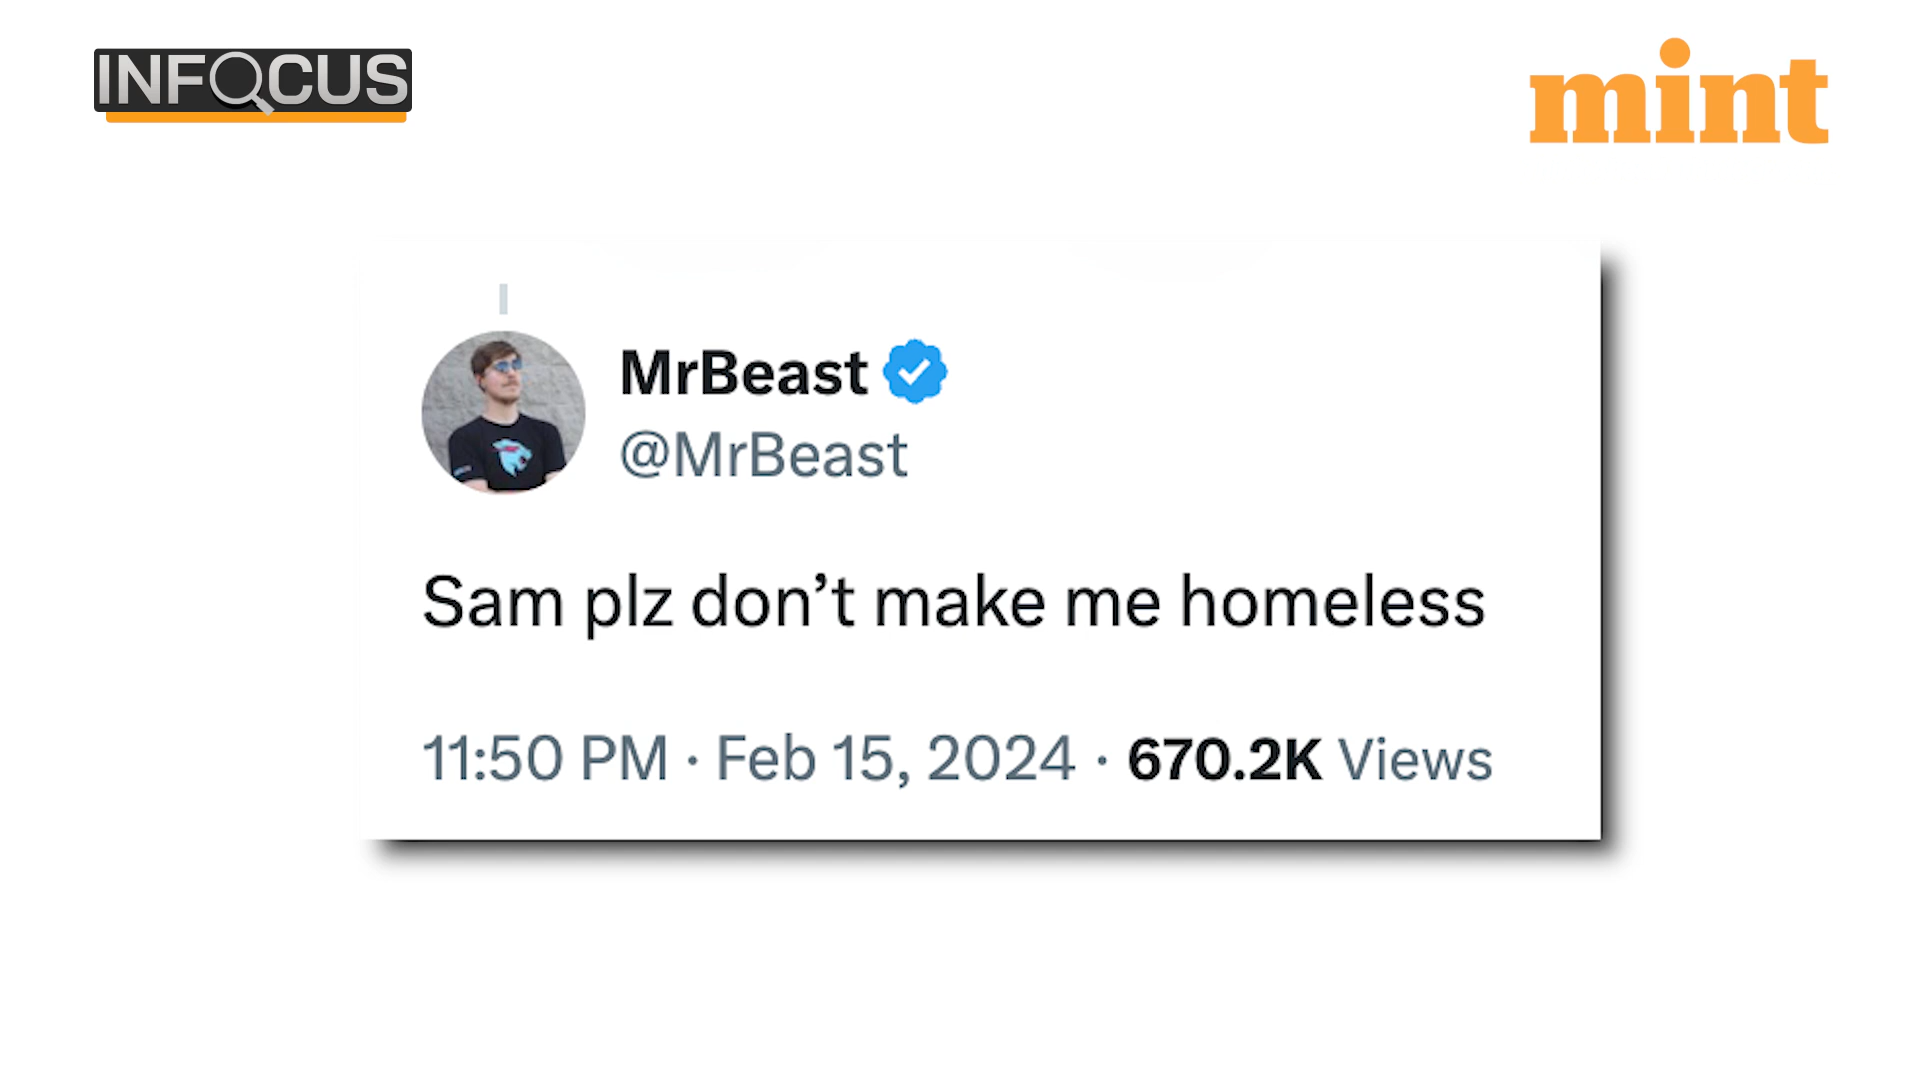 INFOCUS
mint
MrBeast
@MrBeast
Sam plz don’t make me homeless
11:50 PM · Feb 15, 2024 · 670.2K Views